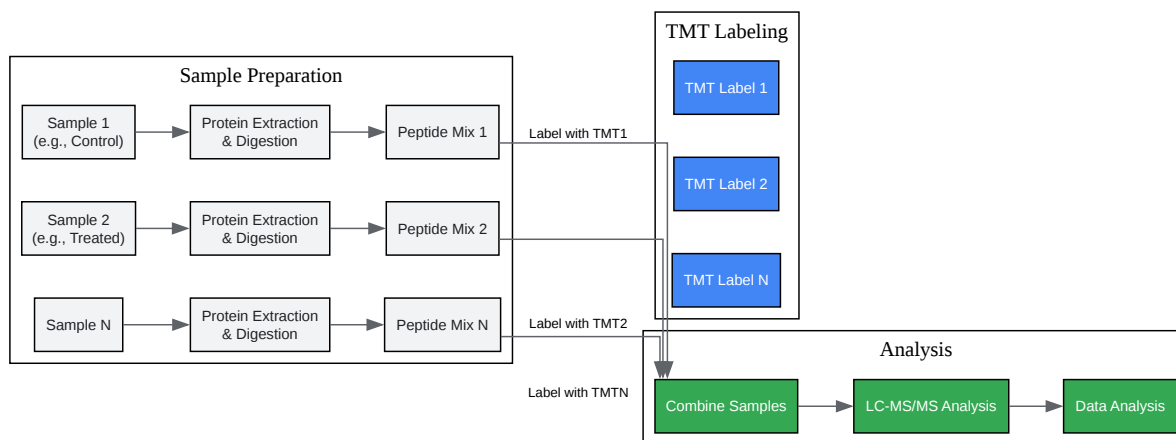 TMT Labeling
TMT Label 1
TMT Label 2
TMT Label N
Sample Preparation
Sample 1
(e.g., Control)
Protein Extraction
& Digestion
Peptide Mix 1
Label with TMT1
Sample 2
(e.g., Treated)
Protein Extraction
& Digestion
Peptide Mix 2
Sample N
Protein Extraction
& Digestion
Peptide Mix N
Label with TMT2
Label with TMTN
Analysis
Combine Samples
LC-MS/MS Analysis
Data Analysis